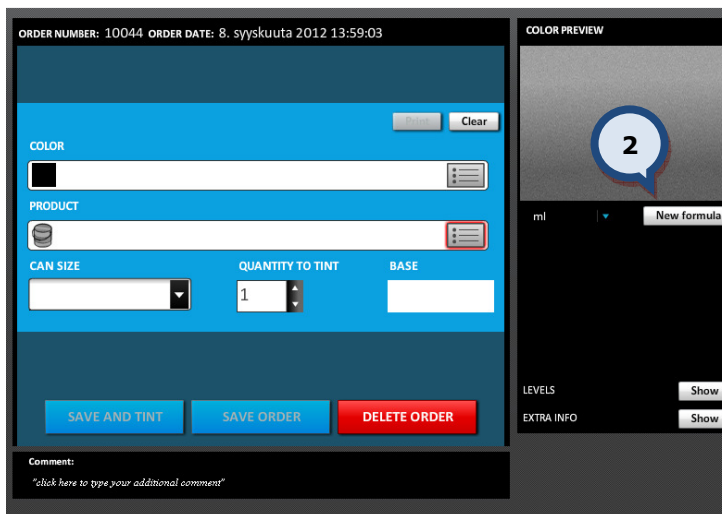 ORDER NUMBER: 10044 ORDER DATE: 8. syyskuuta 2012 13:59:03
Print Clear
COLOR
PRODUCT
CAN SIZE QUANTITY TO TINT BASE
1
SAVE AND TINT SAVE ORDER DELETE ORDER
Comment:
"click here to type your additional comment"
COLOR PREVIEW
2
ml New formula
LEVELS Show
EXTRA INFO Show